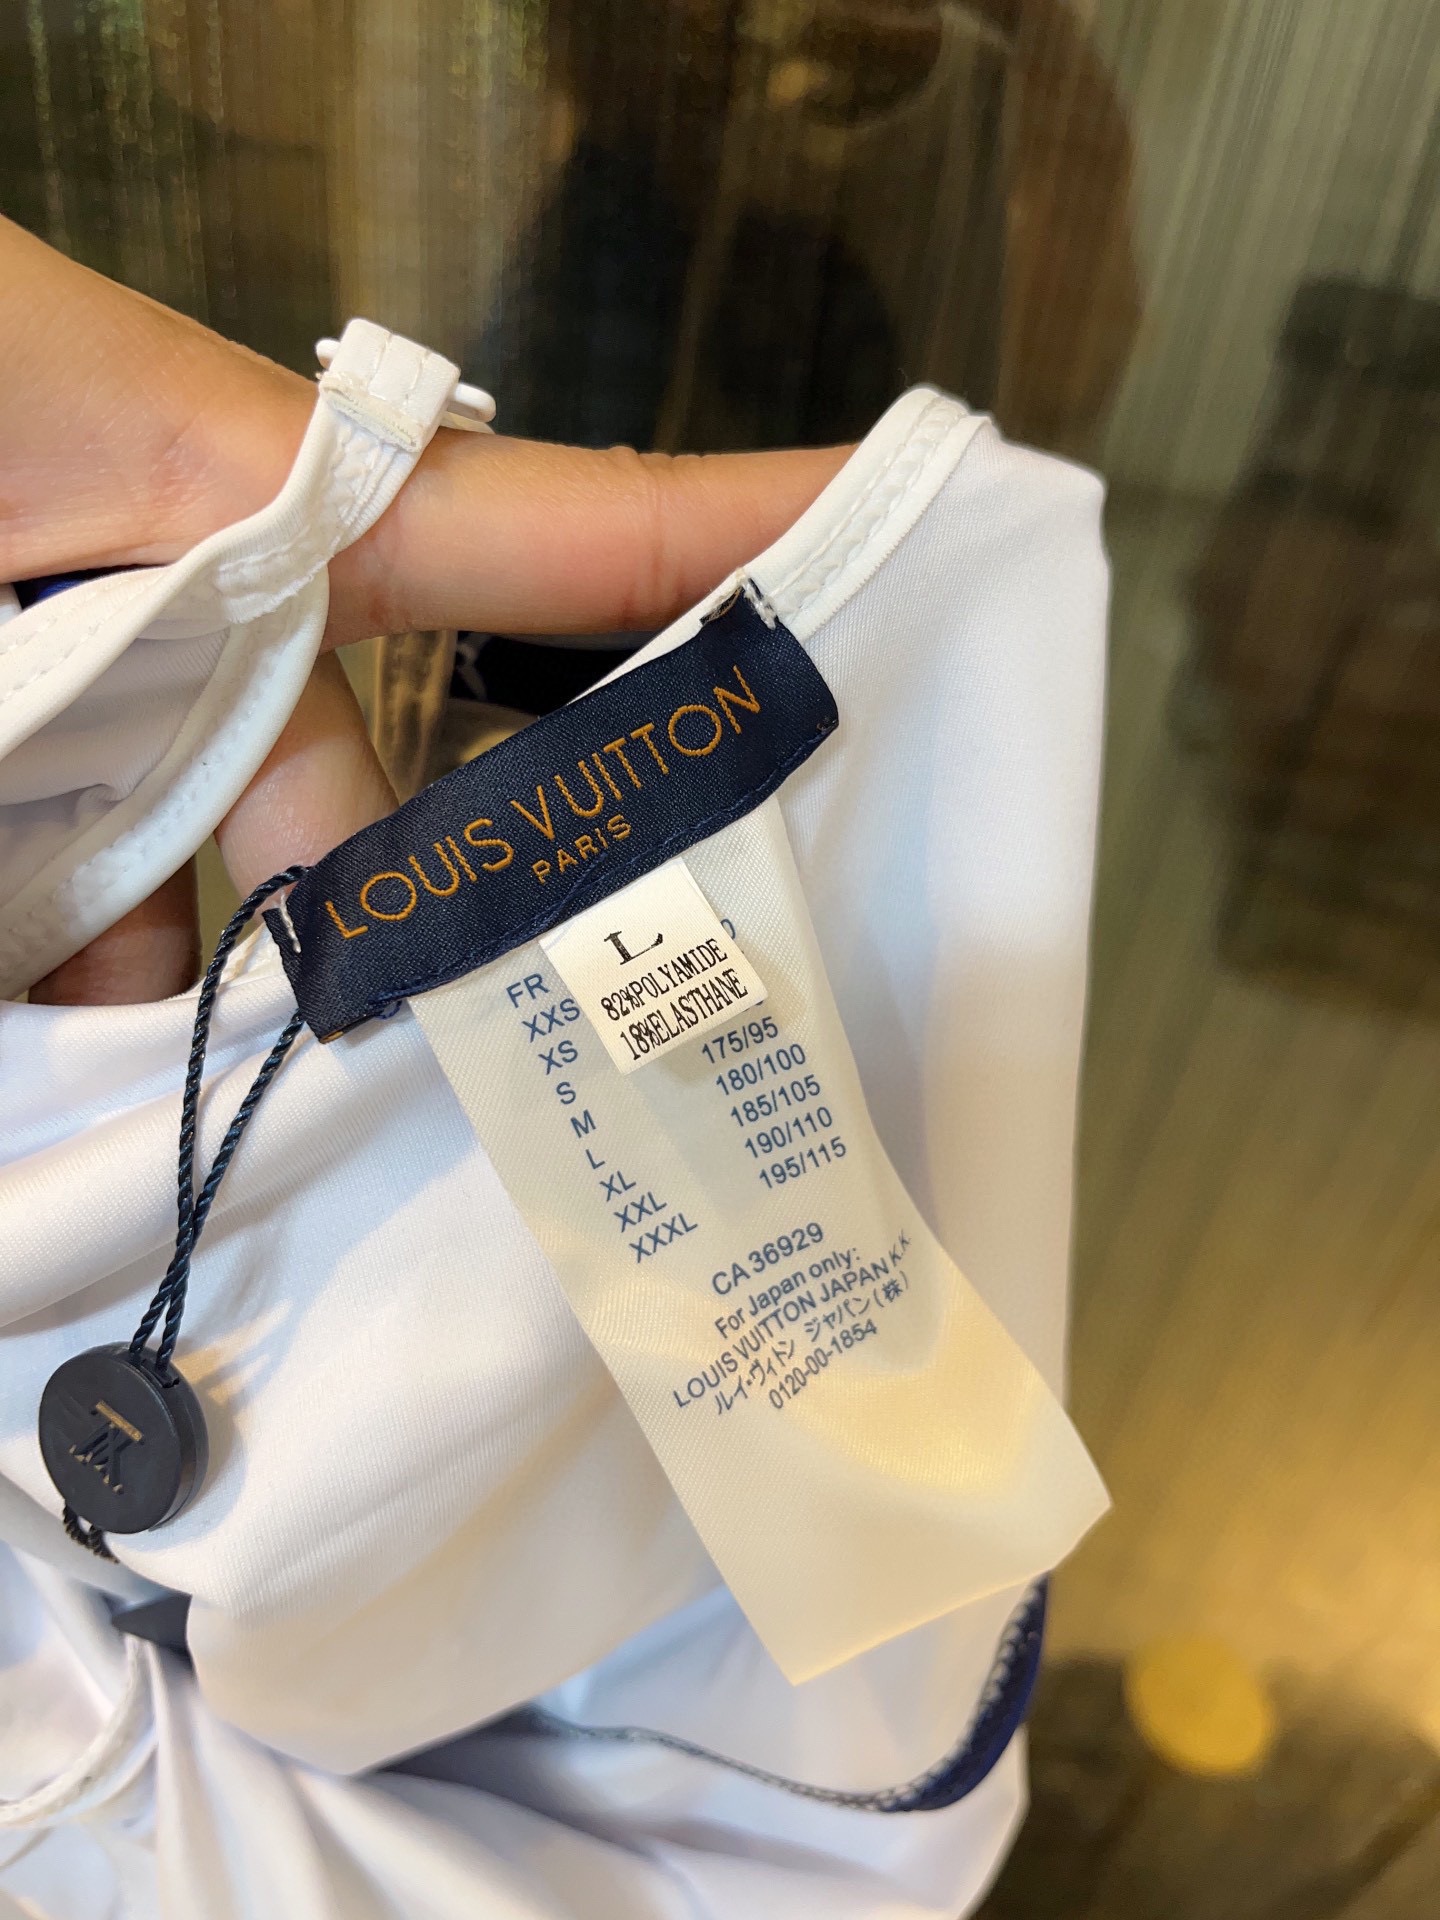 LOUIS VUITTON
PARIS
L
82%POLYAMIDE
18%ELASTHANE
FR
XXS
XS
S 175/95
M 180/100
L 185/105
XL 190/110
XXL 195/115
XXXL
CA 36929
For Japan only:
LOUIS VUITTON JAPAN K.K.
ルイ・ヴィトン ジャパン(株)
0120-00-1854